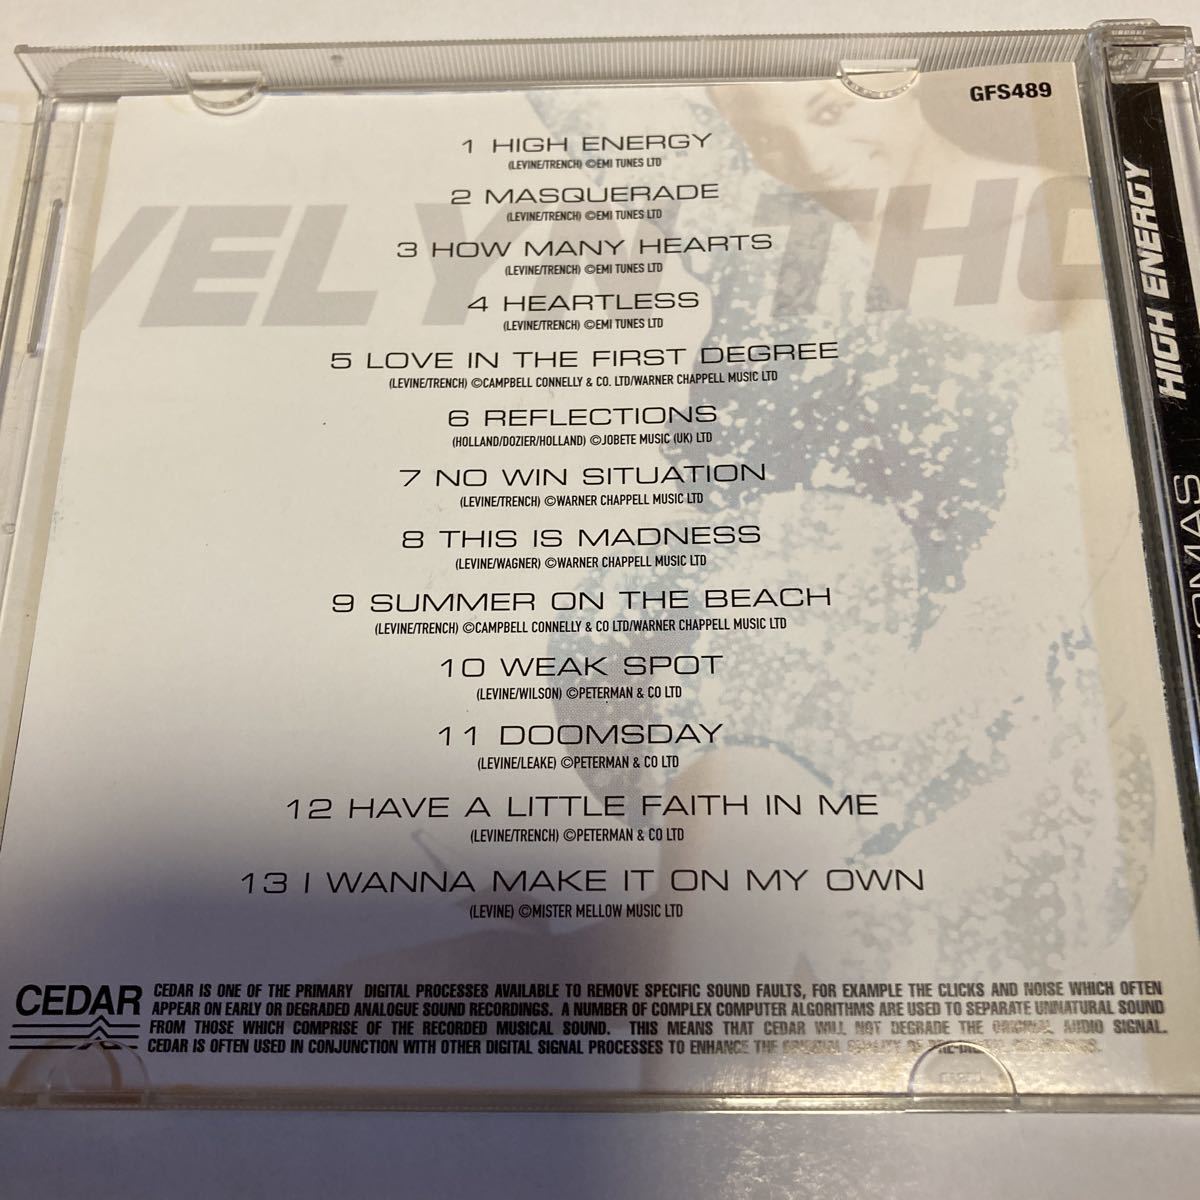 GFS489
VELYN THO
1 HIGH ENERGY
(LEVINE/TRENCH) ©EMI TUNES LTD
2 MASQUERADE
(LEVINE/TRENCH) ©EMI TUNES LTD
3 HOW MANY HEARTS
(LEVINE/TRENCH) ©EMI TUNES LTD
4 HEARTLESS
(LEVINE/TRENCH) ©EMI TUNES LTD
5 LOVE IN THE FIRST DEGREE
(LEVINE/TRENCH) ©CAMPBELL CONNELLY & CO. LTD/WARNER CHAPPELL MUSIC LTD
6 REFLECTIONS
(HOLLAND/DOZIER/HOLLAND) ©JOBETE MUSIC (UK) LTD
7 NO WIN SITUATION
(LEVINE/TRENCH) ©WARNER CHAPPELL MUSIC LTD
8 THIS IS MADNESS
(LEVINE/WAGNER) ©WARNER CHAPPELL MUSIC LTD
9 SUMMER ON THE BEACH
(LEVINE/TRENCH) ©CAMPBELL CONNELLY & CO LTD/WARNER CHAPPELL MUSIC LTD
10 WEAK SPOT
(LEVINE/WILSON) ©PETERMAN & CO LTD
11 DOOMSDAY
(LEVINE/LEAKE) ©PETERMAN & CO LTD
12 HAVE A LITTLE FAITH IN ME
(LEVINE/TRENCH) ©PETERMAN & CO LTD
13 I WANNA MAKE IT ON MY OWN
(LEVINE) ©MISTER MELLOW MUSIC LTD
CEDAR
CEDAR IS ONE OF THE PRIMARY DIGITAL PROCESSES AVAILABLE TO REMOVE SPECIFIC SOUND FAULTS, FOR EXAMPLE THE CLICKS AND NOISE WHICH OFTEN
APPEAR ON EARLY OR DEGRADED ANALOGUE SOUND RECORDINGS. A NUMBER OF COMPLEX COMPUTER ALGORITHMS ARE USED TO SEPARATE UNNATURAL SOUND
FROM THOSE WHICH COMPRISE OF THE RECORDED MUSICAL SOUND. THIS MEANS THAT CEDAR WILL NOT DEGRADE THE ORIGINAL AUDIO SIGNAL.
CEDAR IS OFTEN USED IN CONJUNCTION WITH OTHER DIGITAL SIGNAL PROCESSES TO ENHANCE THE ORIGINAL QUALITY OF PRE-DIGITAL RECORDINGS.
HIGH ENERGY
OMAS